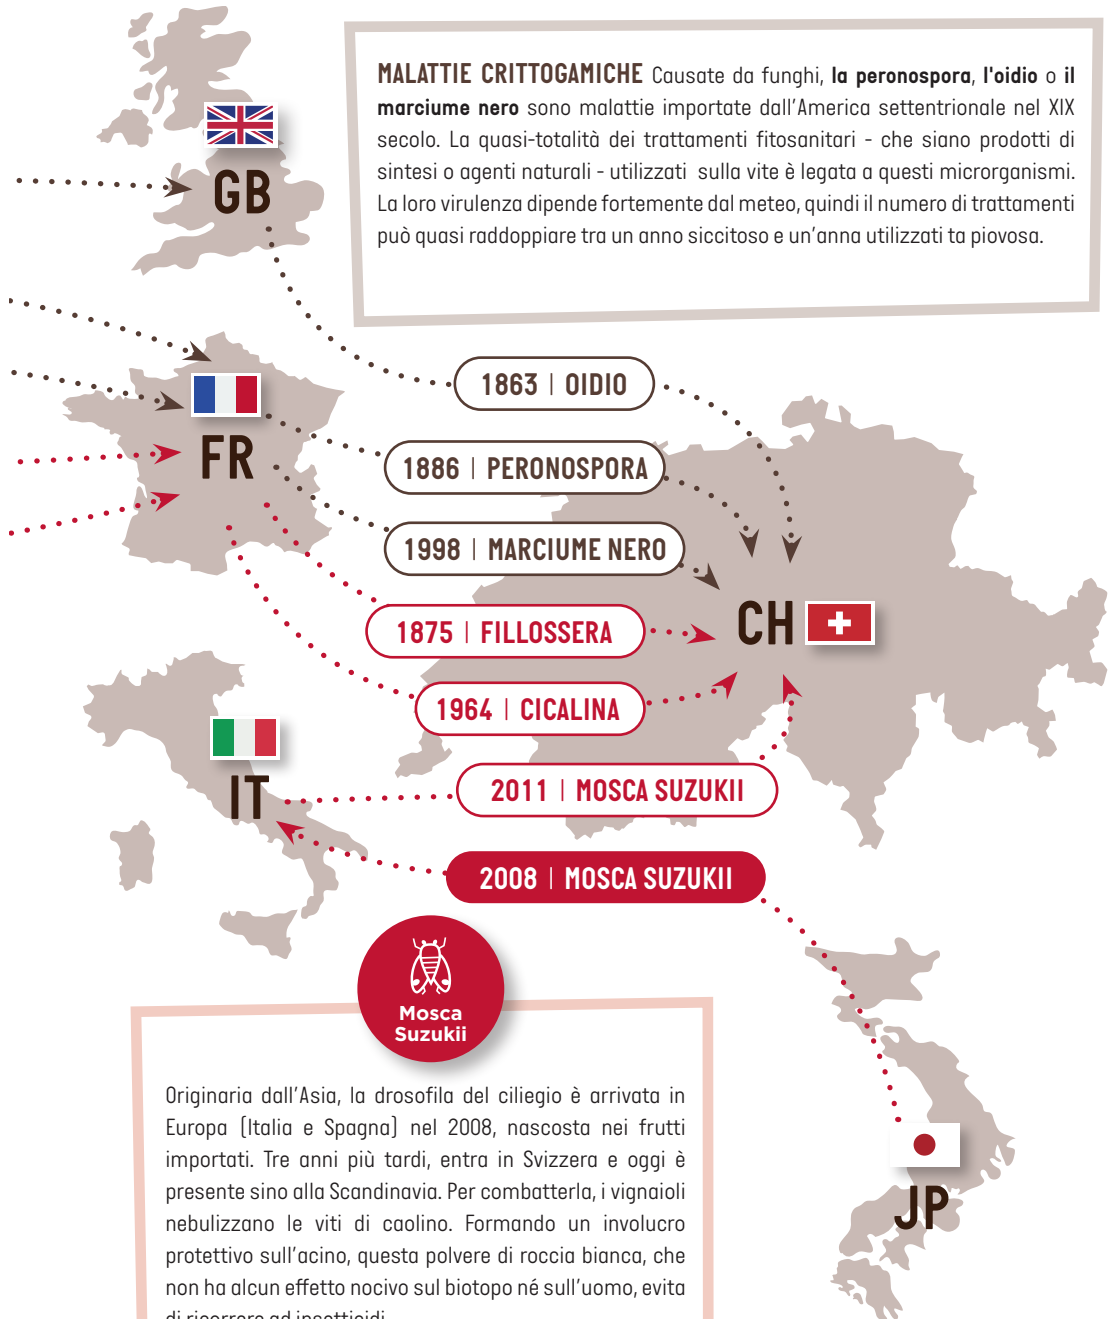 MALATTIE CRITTOGAMICHE Causate da funghi, la peronospora, l'oidio o il
marciume nero sono malattie importate dall'America settentrionale nel XIX
secolo. La quasi-totalità dei trattamenti fitosanitari - che siano prodotti di
sintesi o agenti naturali - utilizzati sulla vite è legata a questi microrganismi.
La loro virulenza dipende fortemente dal meteo, quindi il numero di trattamenti
può quasi raddoppiare tra un anno siccitoso e un'anna utilizzati ta piovosa.
GB
1863 | OIDIO
FR
1886 | PERONOSPORA
1998 | MARCIUME NERO
1875 | FILLOSSERA
CH
1964 | CICALINA
IT
2011 | MOSCA SUZUKII
2008 | MOSCA SUZUKII
Mosca
Suzukii
Originaria dall'Asia, la drosofila del ciliegio è arrivata in
Europa (Italia e Spagna) nel 2008, nascosta nei frutti
importati. Tre anni più tardi, entra in Svizzera e oggi è
presente sino alla Scandinavia. Per combatterla, i vignaioli
nebulizzano le viti di caolino. Formando un involucro
protettivo sull'acino, questa polvere di roccia bianca, che
non ha alcun effetto nocivo sul biotopo né sull'uomo, evita
di ricorrere ad insetticidi
JP